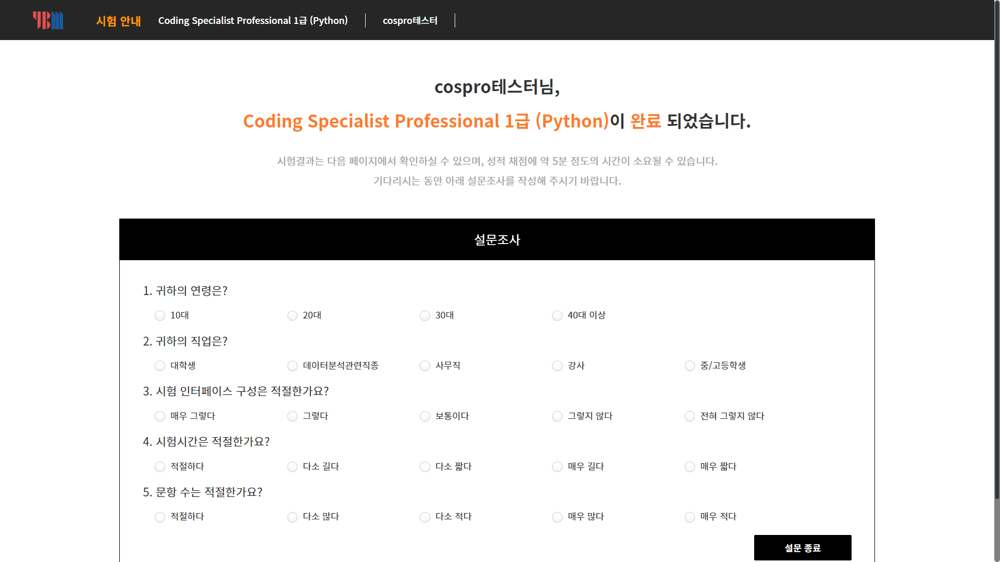 YBM
시험 안내
Coding Specialist Professional 1급 (Python)
cospro테스터
cospro테스터님,
Coding Specialist Professional 1급 (Python)이 완료 되었습니다.
시험결과는 다음 페이지에서 확인하실 수 있으며, 성적 채점에 약 5분 정도의 시간이 소요될 수 있습니다.
기다리시는 동안 아래 설문조사를 작성해 주시기 바랍니다.
설문조사
1. 귀하의 연령은?
10대 20대 30대 40대 이상
2. 귀하의 직업은?
대학생 데이터분석관련직종 사무직 강사 중/고등학생
3. 시험 인터페이스 구성은 적절한가요?
매우 그렇다 그렇다 보통이다 그렇지 않다 전혀 그렇지 않다
4. 시험시간은 적절한가요?
적절하다 다소 길다 다소 짧다 매우 길다 매우 짧다
5. 문항 수는 적절한가요?
적절하다 다소 많다 다소 적다 매우 많다 매우 적다
설문 종료